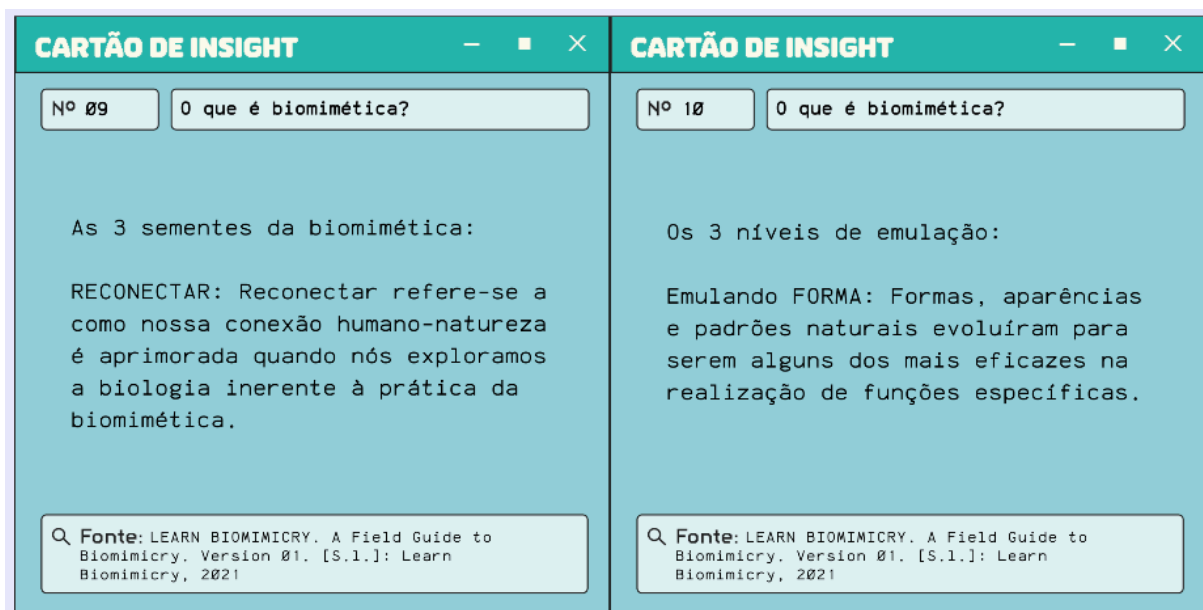 CARTÃO DE INSIGHT
Nº 09
O que é biomimética?
As 3 sementes da biomimética:
RECONECTAR: Reconectar refere-se a
como nossa conexão humano-natureza
é aprimorada quando nós exploramos
a biologia inerente à prática da
biomimética.
Fonte: LEARN BIOMIMICRY. A Field Guide to
Biomimicry. Version 01. [S.l.]: Learn
Biomimicry, 2021
CARTÃO DE INSIGHT
Nº 10
O que é biomimética?
Os 3 níveis de emulação:
Emulando FORMA: Formas, aparências
e padrões naturais evoluíram para
serem alguns dos mais eficazes na
realização de funções específicas.
Fonte: LEARN BIOMIMICRY. A Field Guide to
Biomimicry. Version 01. [S.l.]: Learn
Biomimicry, 2021